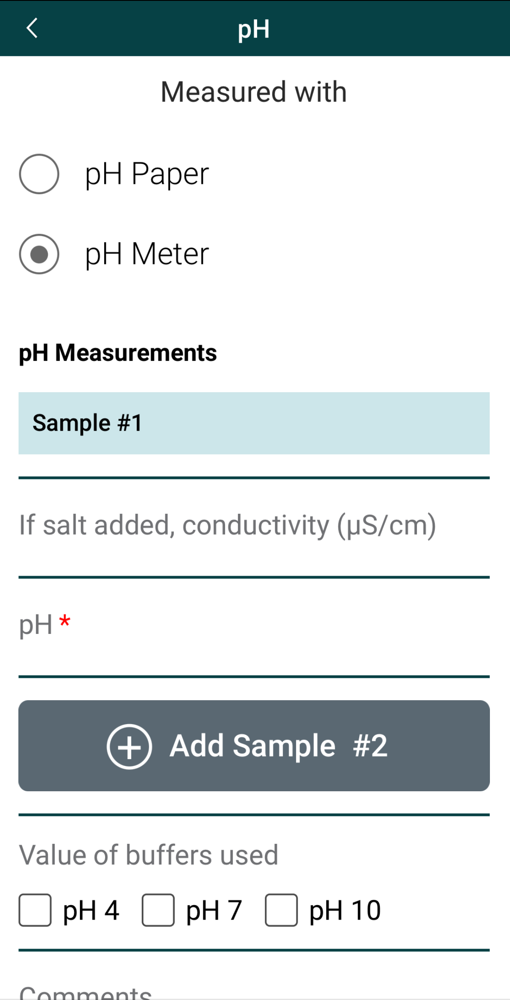 pH
Measured with
pH Paper
pH Meter
pH Measurements
Sample #1
If salt added, conductivity (µS/cm)
pH *
Add Sample #2
Value of buffers used
pH 4 pH 7 pH 10
Comments